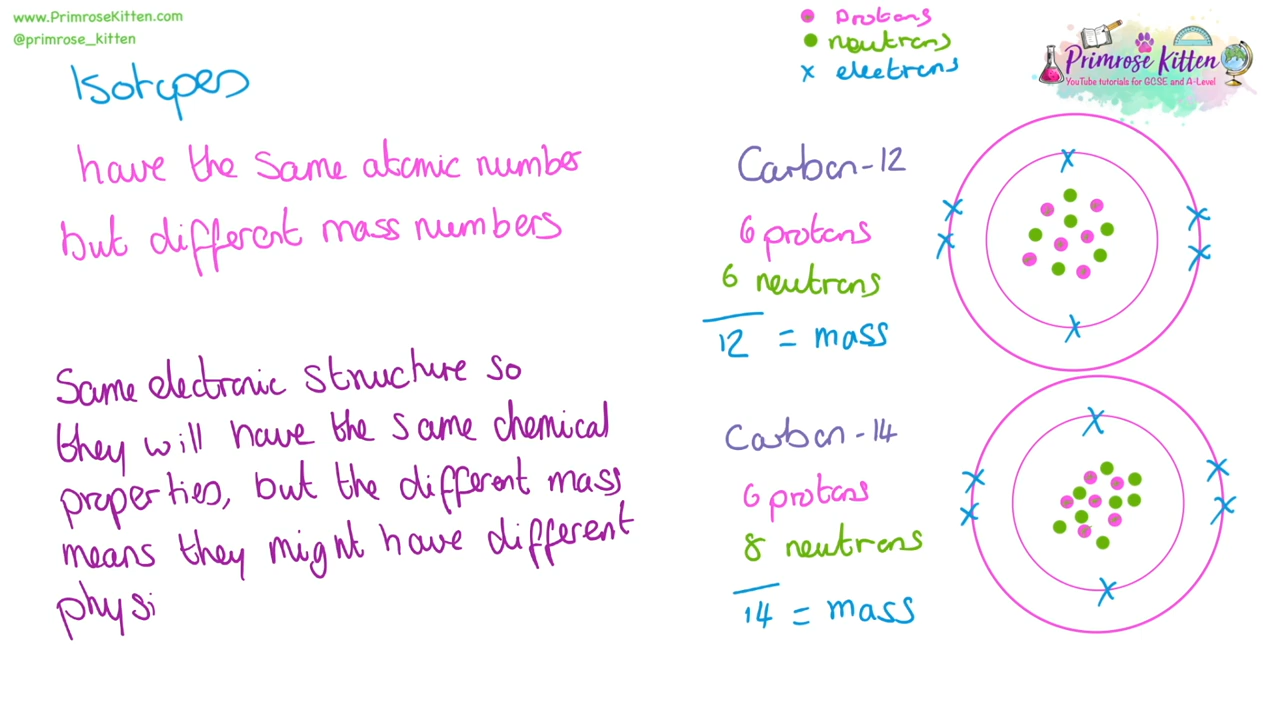 www.PrimroseKitten.com
@primrose_kitten
Isotopes
have the same atomic number
but different mass numbers
Same electronic structure so
they will have the same chemical
properties, but the different mass
means they might have different
physi
protons
neutrons
x electrons
Primrose Kitten
YouTube tutorials for GCSE and A-Level
Carbon-12
6 protons
6 neutrons
12 = mass
Carbon-14
6 protons
8 neutrons
14 = mass